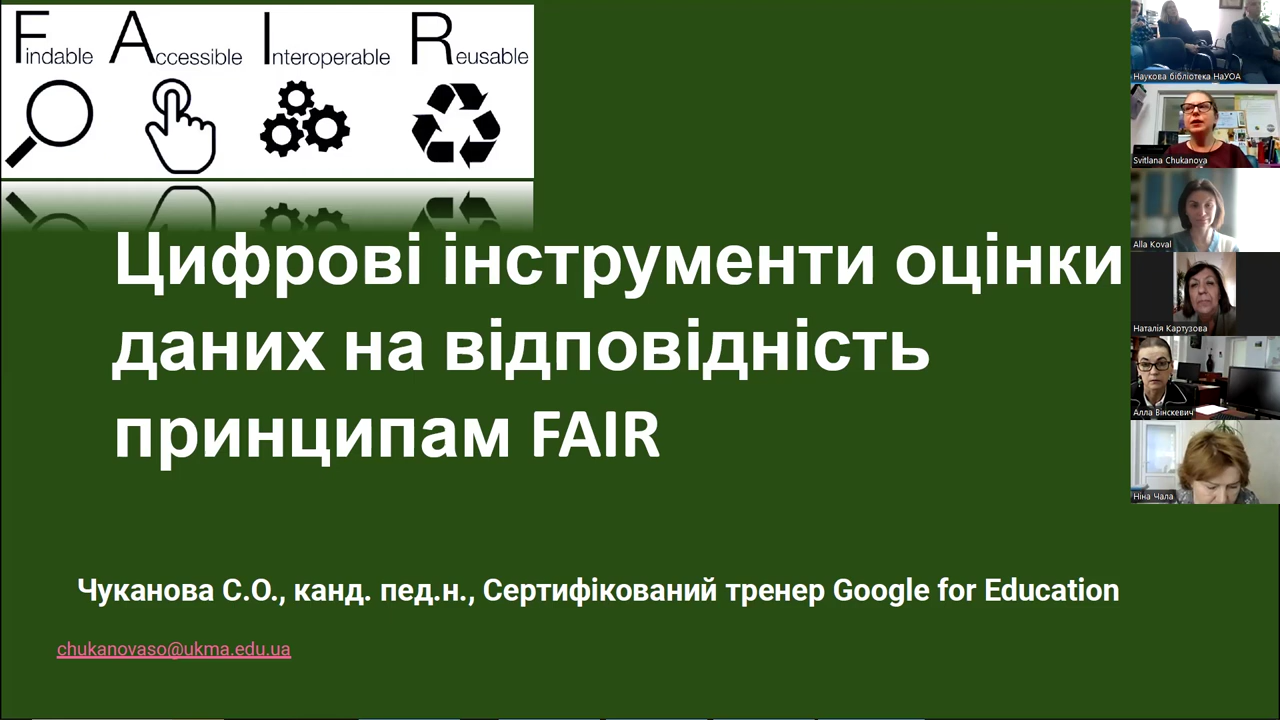 Findable Accessible Interoperable Reusable
Цифрові інструменти оцінки
даних на відповідність
принципам FAIR
Чуканова С.О., канд. пед.н., Сертифікований тренер Google for Education
chukanovaso@ukma.edu.ua
Наукова бібліотека НаУОА
Svitlana Chukanova
Alla Koval
Наталія Картузова
Алла Вінскевич
Ніна Чала